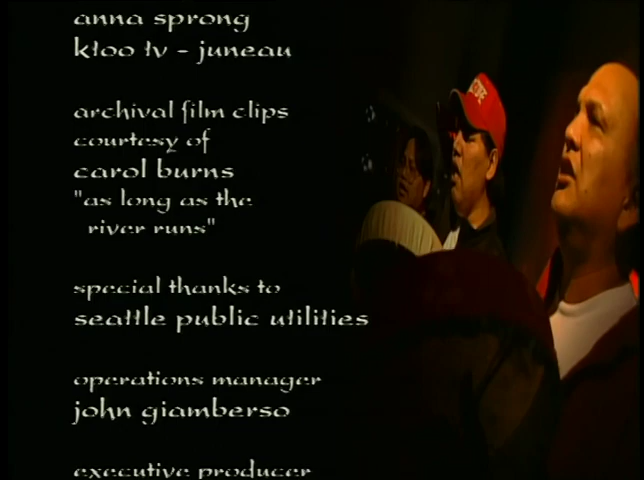 anna sprong
ktoo tv - juneau
archival film clips
courtesy of
carol burns
"as long as the
river runs"
special thanks to
seattle public utilities
operations manager
john giamberso
executive producer